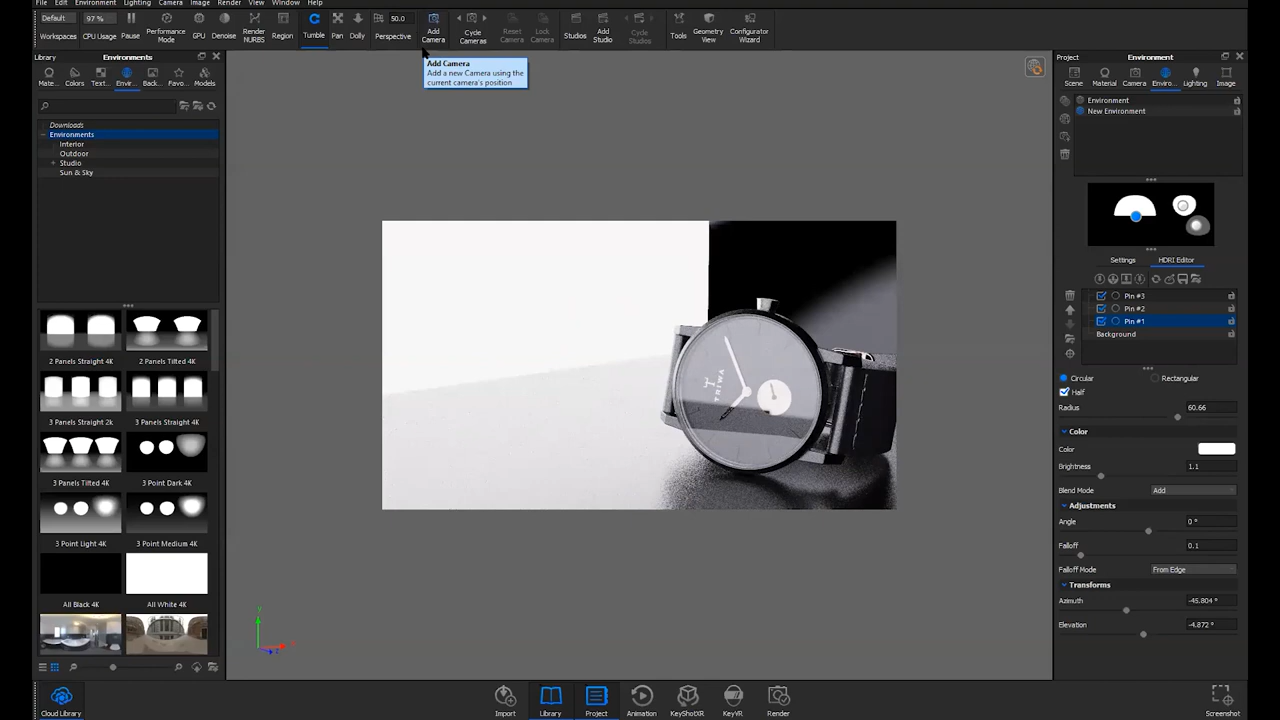 File Edit Environment Lighting Camera Image Render View Window Help
Default 97 % 50.0
Workspaces CPU Usage Pause Performance Mode GPU Denoise Render NURBS Region Tumble Pan Dolly Perspective Add Camera Cycle Cameras Reset Camera Lock Camera Studios Add Studio Cycle Studios Tools Geometry View Configurator Wizard
Library Environments
Mate... Colors Text... Envir... Back... Favo... Models
Downloads
Environments
Interior
Outdoor
Studio
Sun & Sky
2 Panels Straight 4K 2 Panels Tilted 4K
3 Panels Straight 2k 3 Panels Straight 4K
3 Panels Tilted 4K 3 Point Dark 4K
3 Point Light 4K 3 Point Medium 4K
All Black 4K All White 4K
Add Camera
Add a new Camera using the
current camera's position
TRIWA
Y
X
Z
Project Environment
Scene Material Camera Enviro... Lighting Image
Environment
New Environment
Settings HDRI Editor
Pin #3
Pin #2
Pin #1
Background
Circular Rectangular
Half
Radius 60.66
Color
Color
Brightness 1.1
Blend Mode Add
Adjustments
Angle 0 °
Falloff 0.1
Falloff Mode From Edge
Transforms
Azimuth -45.804 °
Elevation -4.872 °
Cloud Library Import Library Project Animation KeyShotXR KeyVR Render Screenshot